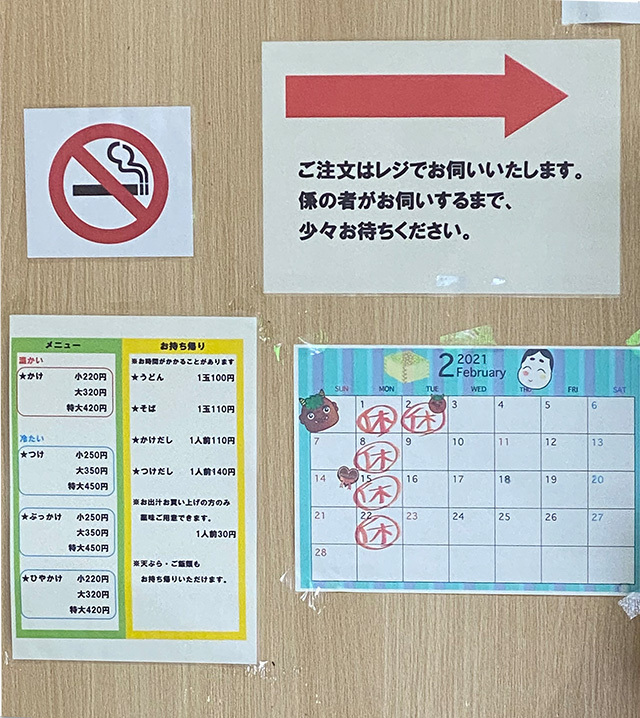 ご注文はレジでお伺いいたします。
係の者がお伺いするまで、
少々お待ちください。
メニュー
温かい
★かけ 小220円
大320円
特大420円
冷たい
★つけ 小250円
大350円
特大450円
★ぶっかけ 小250円
大350円
特大450円
★ひやかけ 小220円
大320円
特大420円
お持ち帰り
※お時間がかかることがあります
★うどん 1玉100円
★そば 1玉110円
★かけだし 1人前110円
★つけだし 1人前140円
※お出汁お買い上げの方のみ
薬味ご用意できます。
1人前30円
※天ぷら・ご飯類も
お持ち帰りいただけます。
2 2021
February
SUN MON TUE WED THU FRI SAT
1 休 2 休 3 4 5 6
7 8 休 9 10 11 12 13
14 15 休 16 17 18 19 20
21 22 休 23 24 25 26 27
28